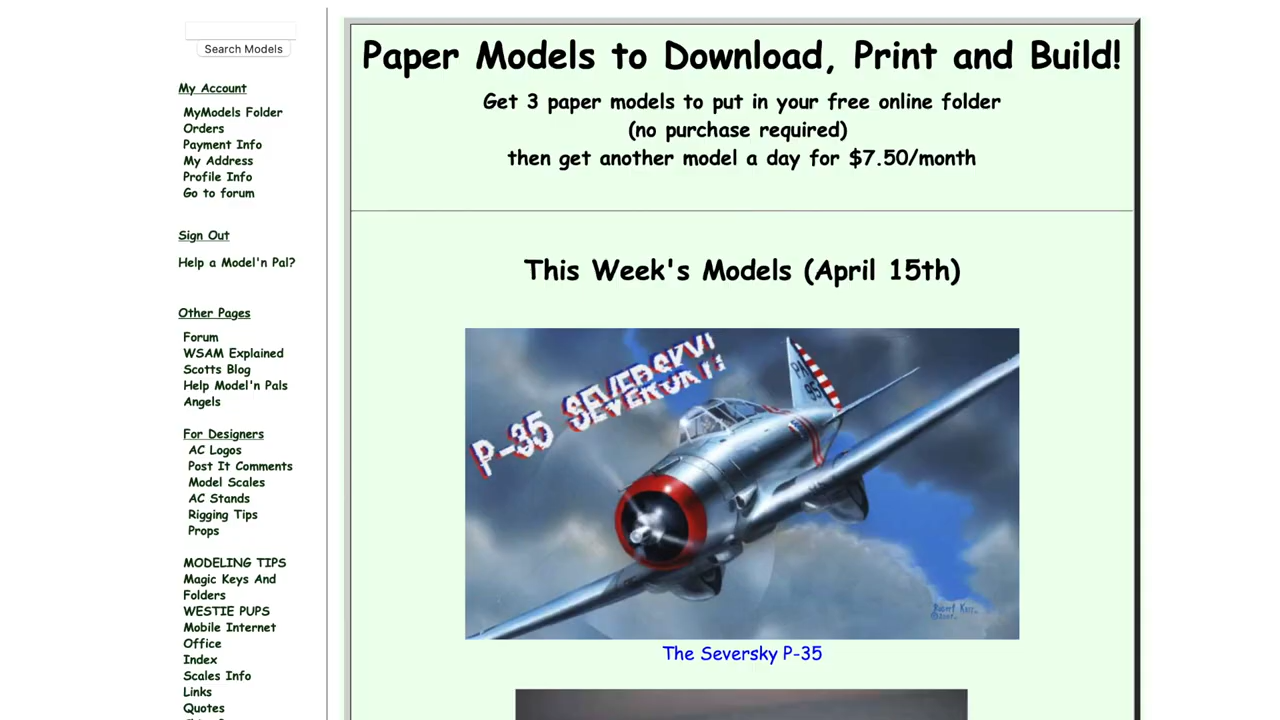 Search Models
My Account
MyModels Folder
Orders
Payment Info
My Address
Profile Info
Go to forum
Sign Out
Help a Model'n Pal?
Other Pages
Forum
WSAM Explained
Scotts Blog
Help Model'n Pals
Angels
For Designers
AC Logos
Post It Comments
Model Scales
AC Stands
Rigging Tips
Props
MODELING TIPS
Magic Keys And
Folders
WESTIE PUPS
Mobile Internet
Office
Index
Scales Info
Links
Quotes
Paper Models to Download, Print and Build!
Get 3 paper models to put in your free online folder
(no purchase required)
then get another model a day for $7.50/month
This Week's Models (April 15th)
P-35 SEVERSKY!
PA
95
The Seversky P-35